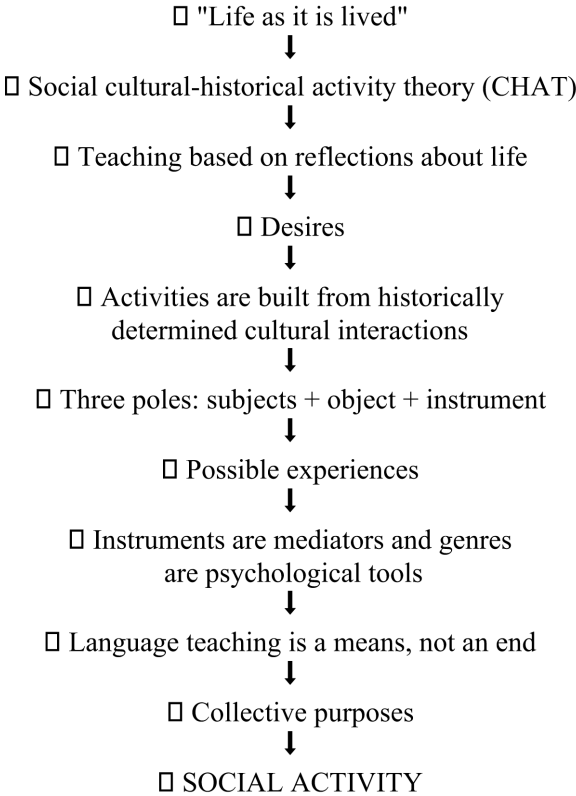 ▯ "Life as it is lived"
▯ Social cultural-historical activity theory (CHAT)
▯ Teaching based on reflections about life
▯ Desires
▯ Activities are built from historically
determined cultural interactions
▯ Three poles: subjects + object + instrument
▯ Possible experiences
▯ Instruments are mediators and genres
are psychological tools
▯ Language teaching is a means, not an end
▯ Collective purposes
▯ SOCIAL ACTIVITY